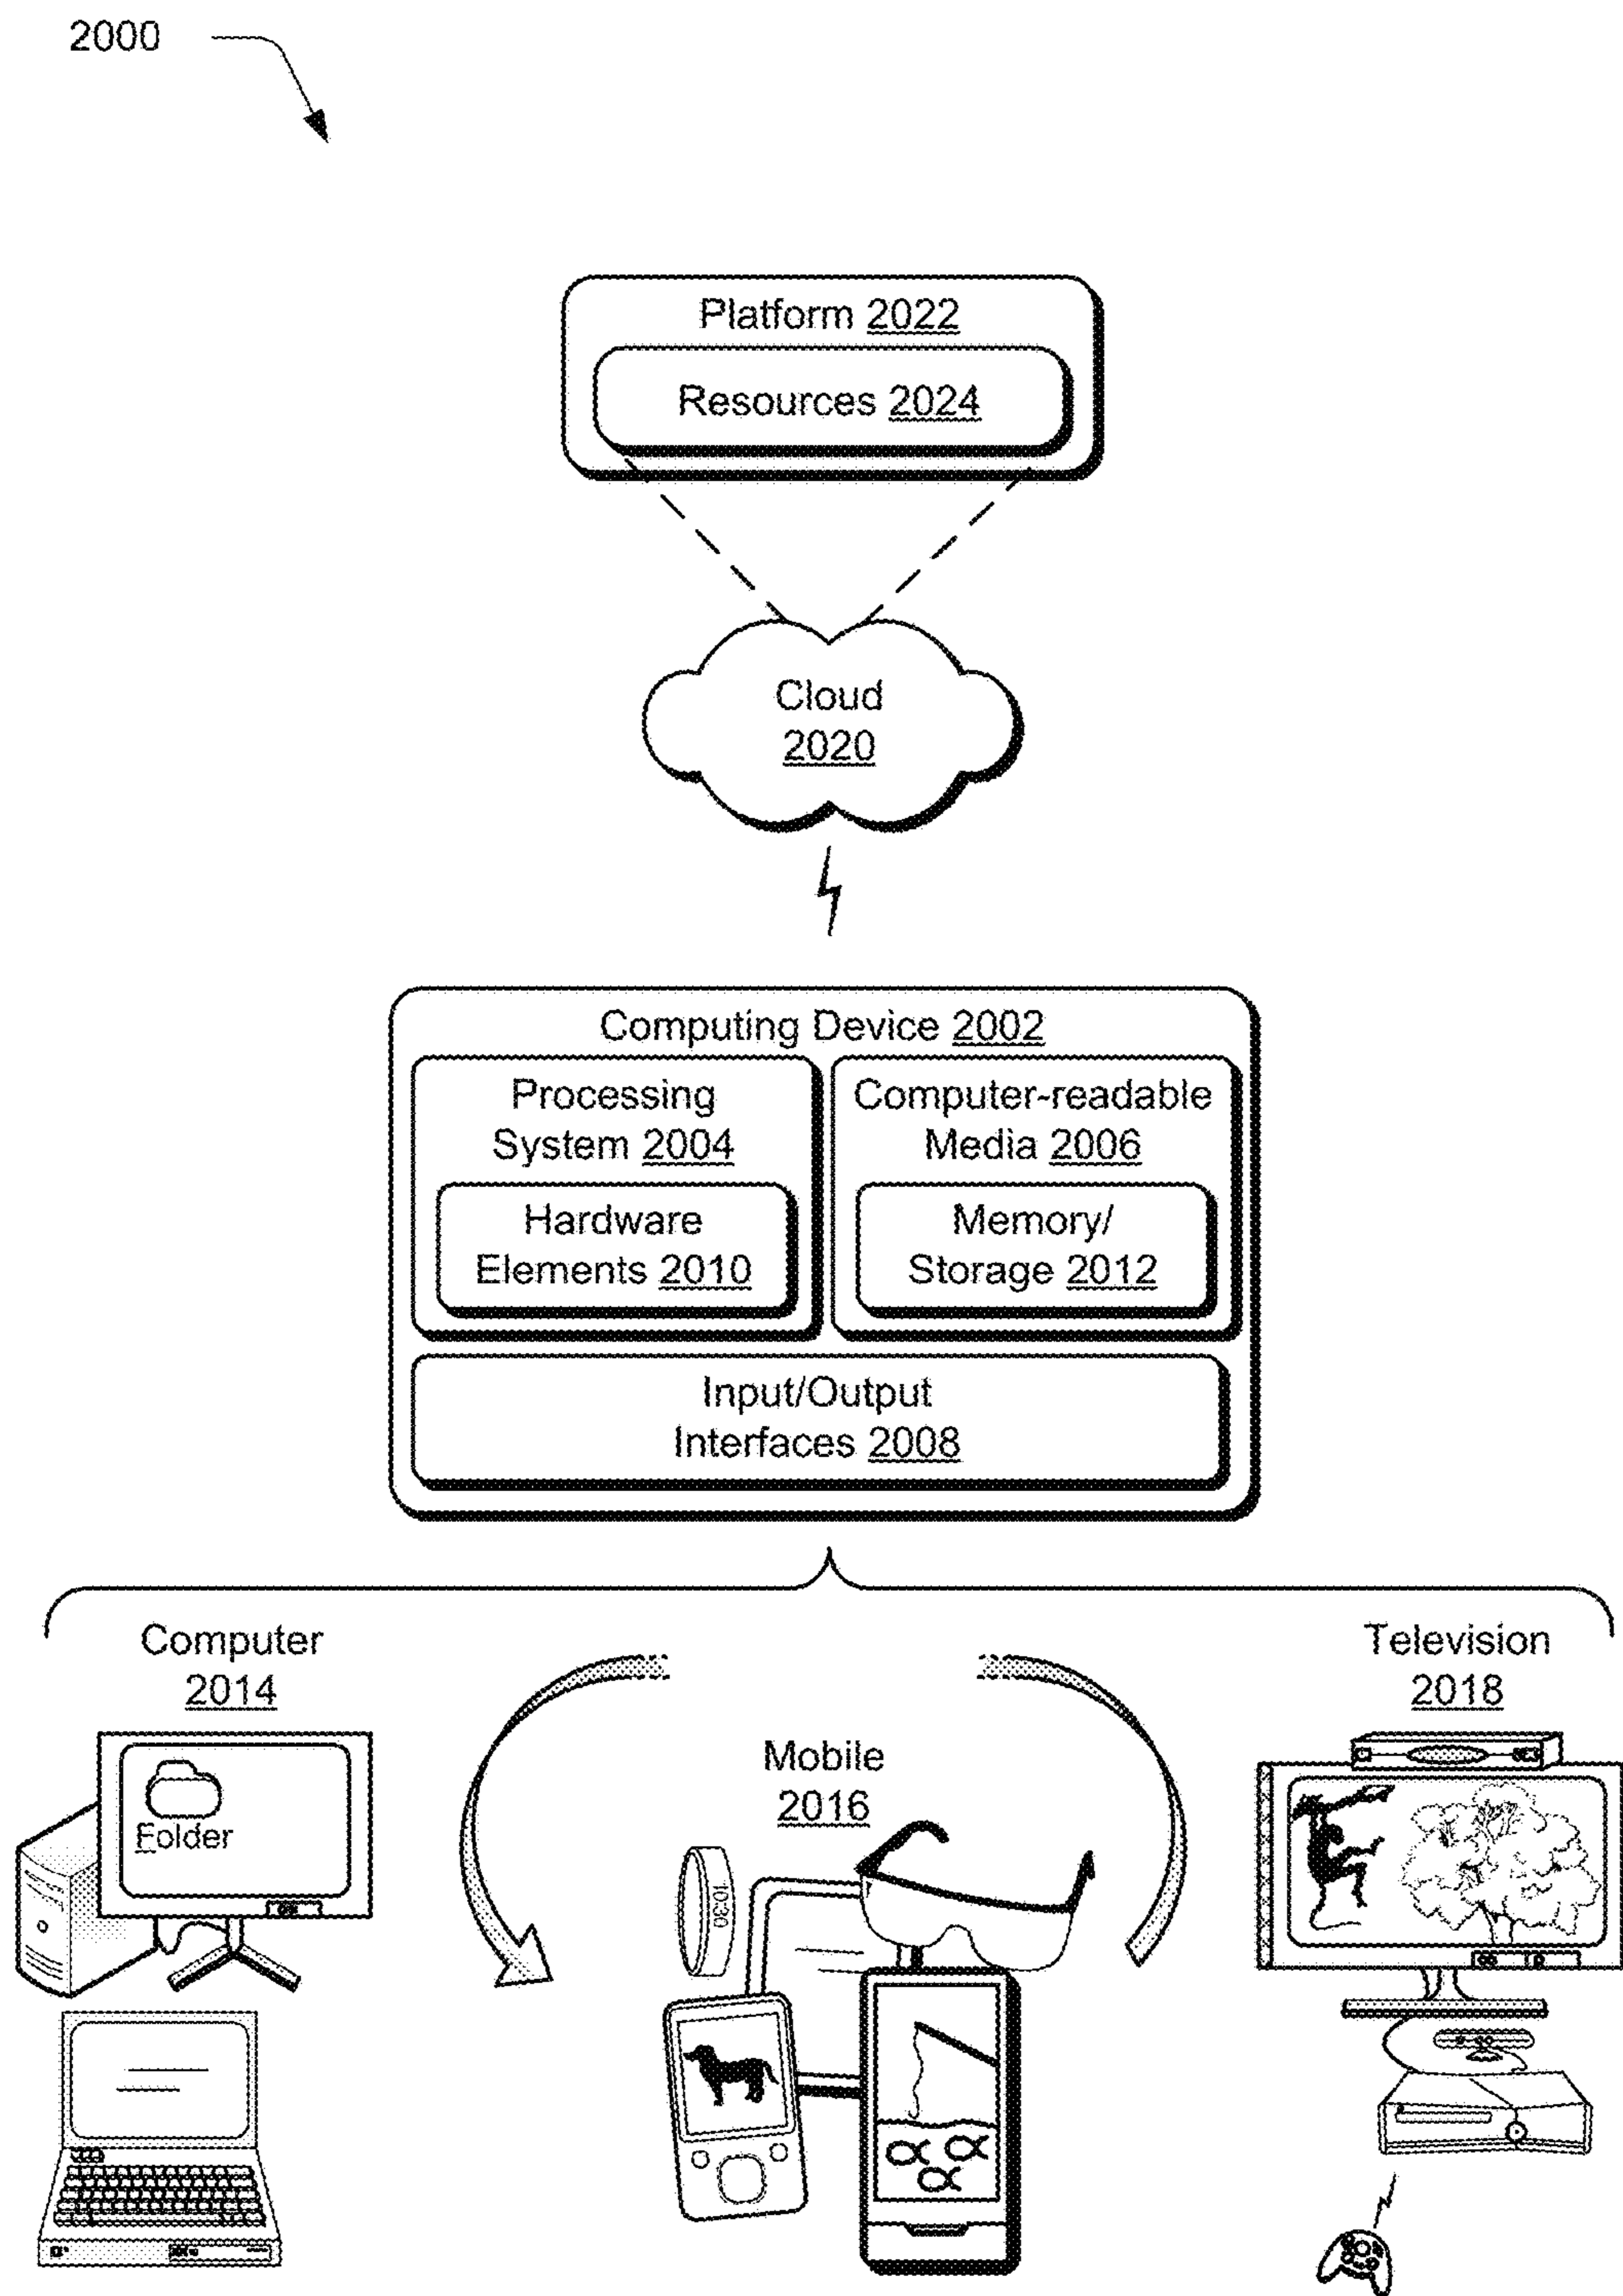 2000
Platform 2022
Resources 2024
Cloud
2020
Computing Device 2002
Processing
System 2004
Hardware
Elements 2010
Computer-readable
Media 2006
Memory/
Storage 2012
Input/Output
Interfaces 2008
Computer
2014
Folder
Mobile
2016
10:30
Television
2018